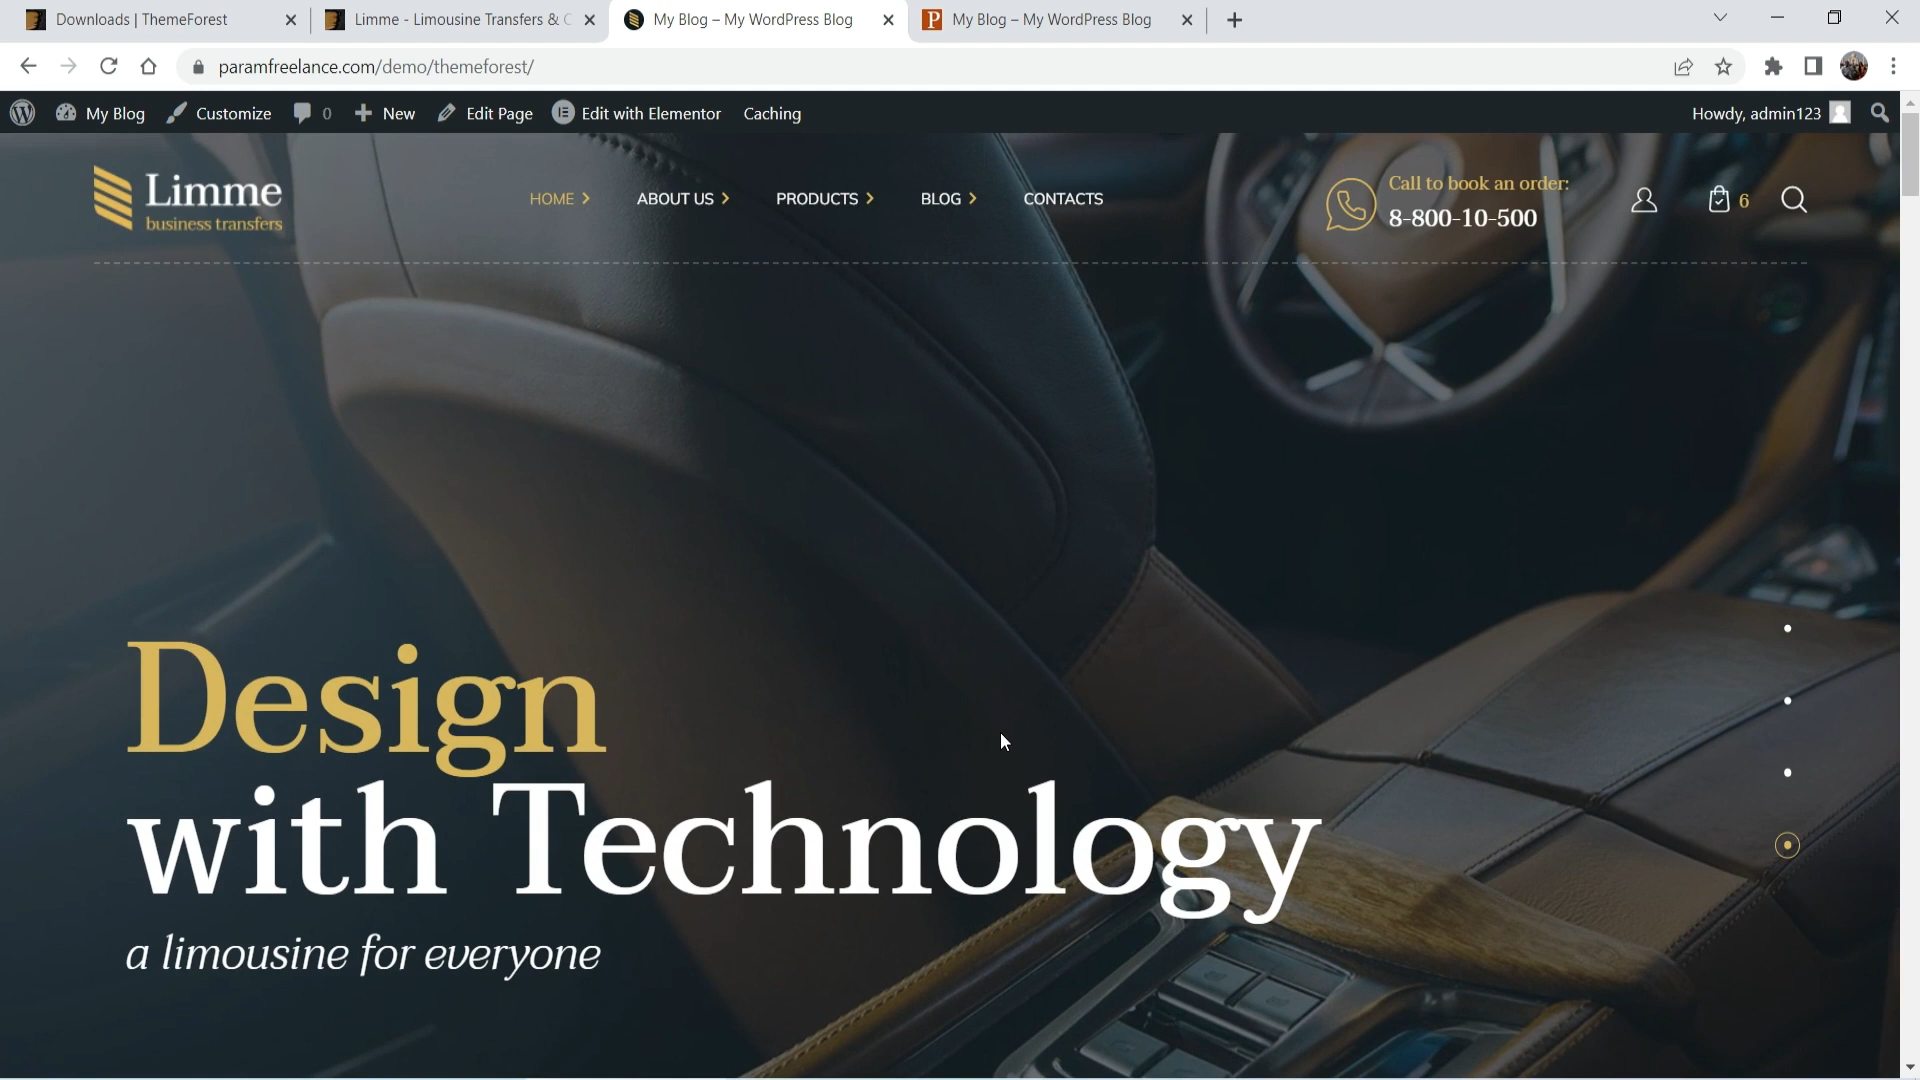 Downloads | ThemeForest
Limme - Limousine Transfers & C
My Blog – My WordPress Blog
My Blog – My WordPress Blog
paramfreelance.com/demo/themeforest/
My Blog
Customize
0
New
Edit Page
Edit with Elementor
Caching
Howdy, admin123
Limme
business transfers
HOME
ABOUT US
PRODUCTS
BLOG
CONTACTS
Call to book an order:
8-800-10-500
6
Design
with Technology
a limousine for everyone